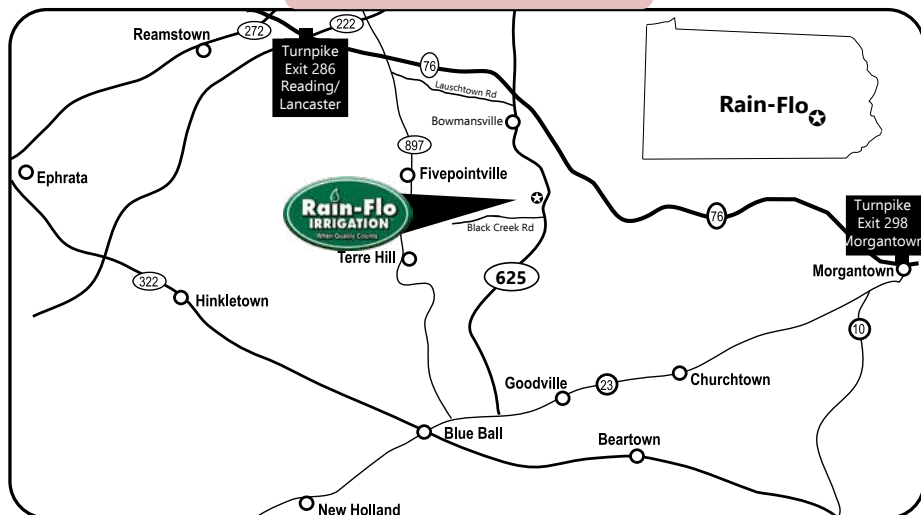 222
272
Reamstown
Turnpike
Exit 286
Reading/
Lancaster
76
Lauschtown Rd
Bowmansville
Rain-Flo
897
Fivepointville
Ephrata
Rain-Flo
IRRIGATION
When Quality Counts
Black Creek Rd
Terre Hill
76
Turnpike
Exit 298
Morgantown
Morgantown
625
322
Hinkletown
10
Goodville
23
Churchtown
Blue Ball
Beartown
New Holland